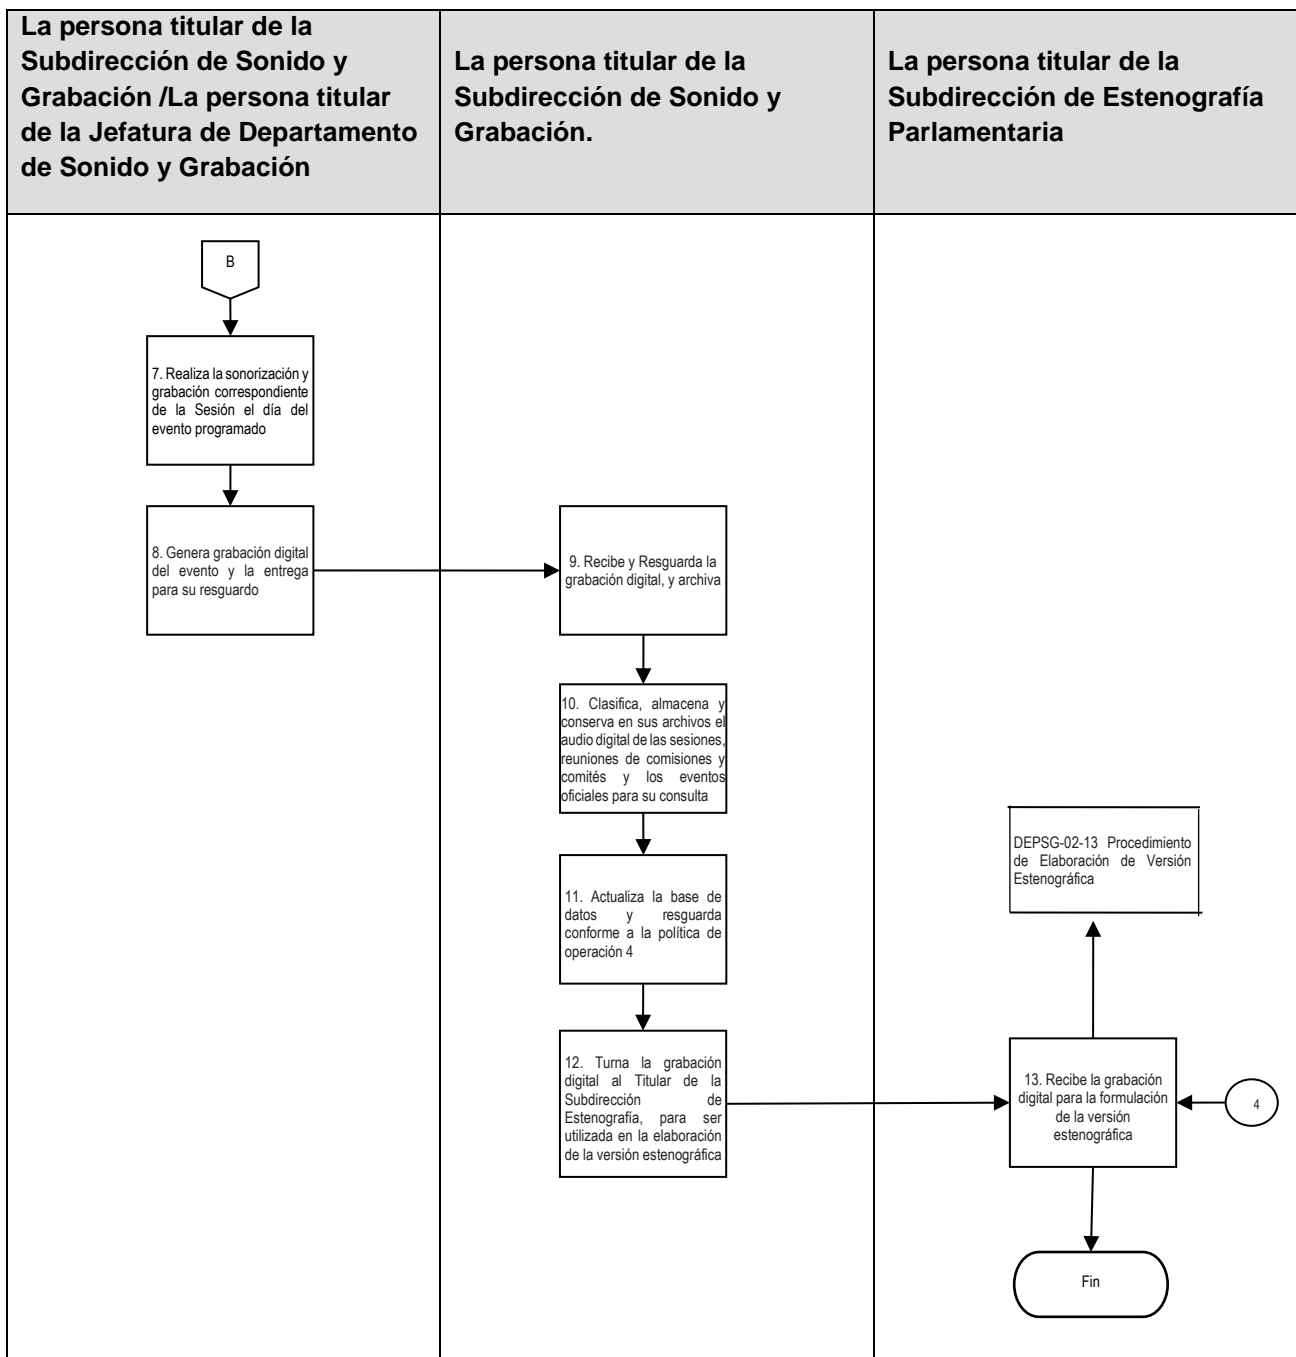 La persona titular de la
Subdirección de Sonido y
Grabación /La persona titular
de la Jefatura de Departamento
de Sonido y Grabación
La persona titular de la
Subdirección de Sonido y
Grabación.
La persona titular de la
Subdirección de Estenografía
Parlamentaria
B
7. Realiza la sonorización y
grabación correspondiente
de la Sesión el día del
evento programado
8. Genera grabación digital
del evento y la entrega
para su resguardo
9. Recibe y Resguarda la
grabación digital, y archiva
10. Clasifica, almacena y
conserva en sus archivos el
audio digital de las sesiones,
reuniones de comisiones y
comités y los eventos
oficiales para su consulta
11. Actualiza la base de
datos y resguarda
conforme a la política de
operación 4
12. Turna la grabación
digital al Titular de la
Subdirección de
Estenografía, para ser
utilizada en la elaboración
de la versión estenográfica
DEPSG-02-13 Procedimiento
de Elaboración de Versión
Estenográfica
13. Recibe la grabación
digital para la formulación
de la versión
estenográfica
4
Fin